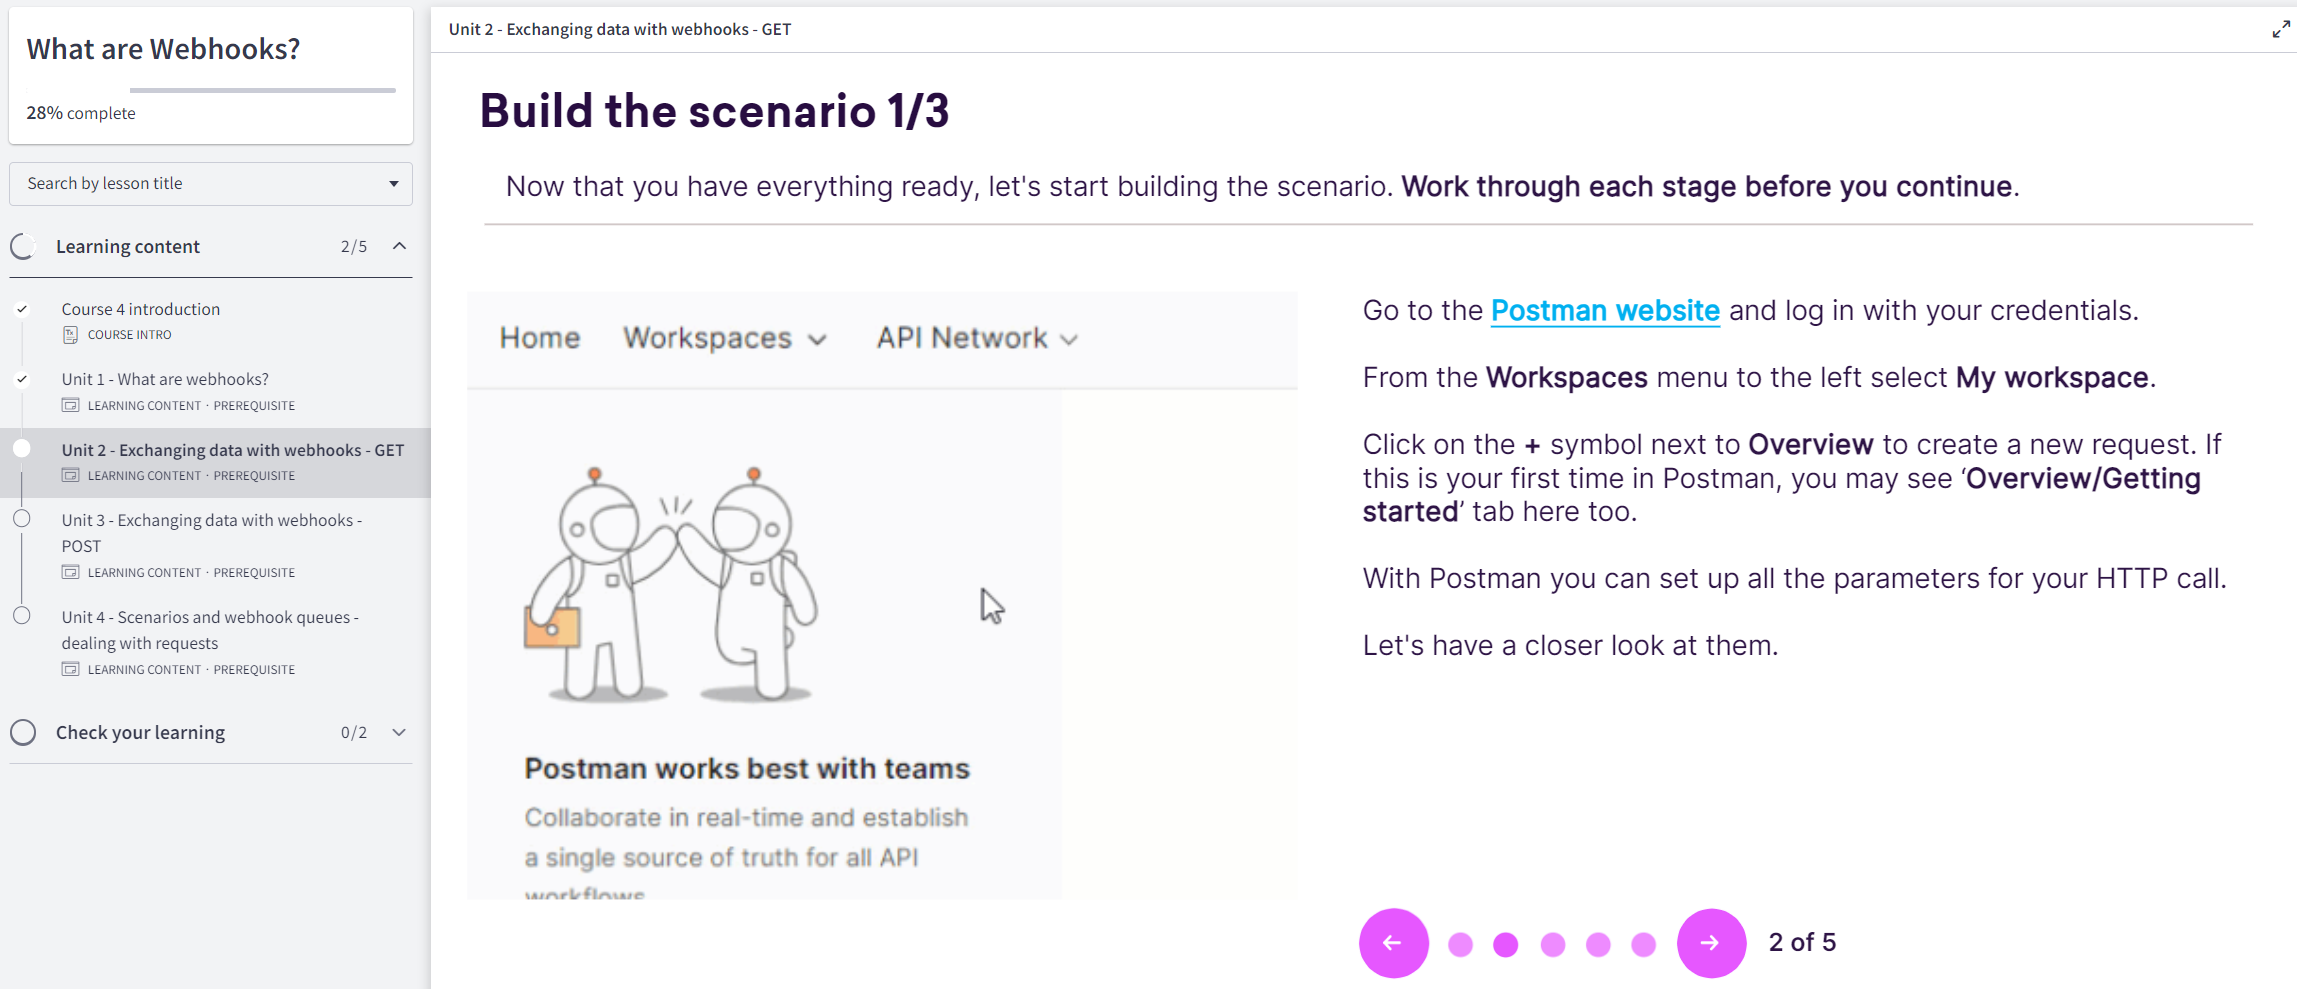 What are Webhooks?
28% complete
Search by lesson title
Learning content 2/5
Course 4 introduction
COURSE INTRO
Unit 1 - What are webhooks?
LEARNING CONTENT · PREREQUISITE
Unit 2 - Exchanging data with webhooks - GET
LEARNING CONTENT · PREREQUISITE
Unit 3 - Exchanging data with webhooks -
POST
LEARNING CONTENT · PREREQUISITE
Unit 4 - Scenarios and webhook queues -
dealing with requests
LEARNING CONTENT · PREREQUISITE
Check your learning 0/2
Unit 2 - Exchanging data with webhooks - GET
Build the scenario 1/3
Now that you have everything ready, let's start building the scenario. Work through each stage before you continue.
Home Workspaces API Network
Postman works best with teams
Collaborate in real-time and establish
a single source of truth for all API
workflows
Go to the Postman website and log in with your credentials.
From the Workspaces menu to the left select My workspace.
Click on the + symbol next to Overview to create a new request. If
this is your first time in Postman, you may see ‘Overview/Getting
started’ tab here too.
With Postman you can set up all the parameters for your HTTP call.
Let's have a closer look at them.
2 of 5